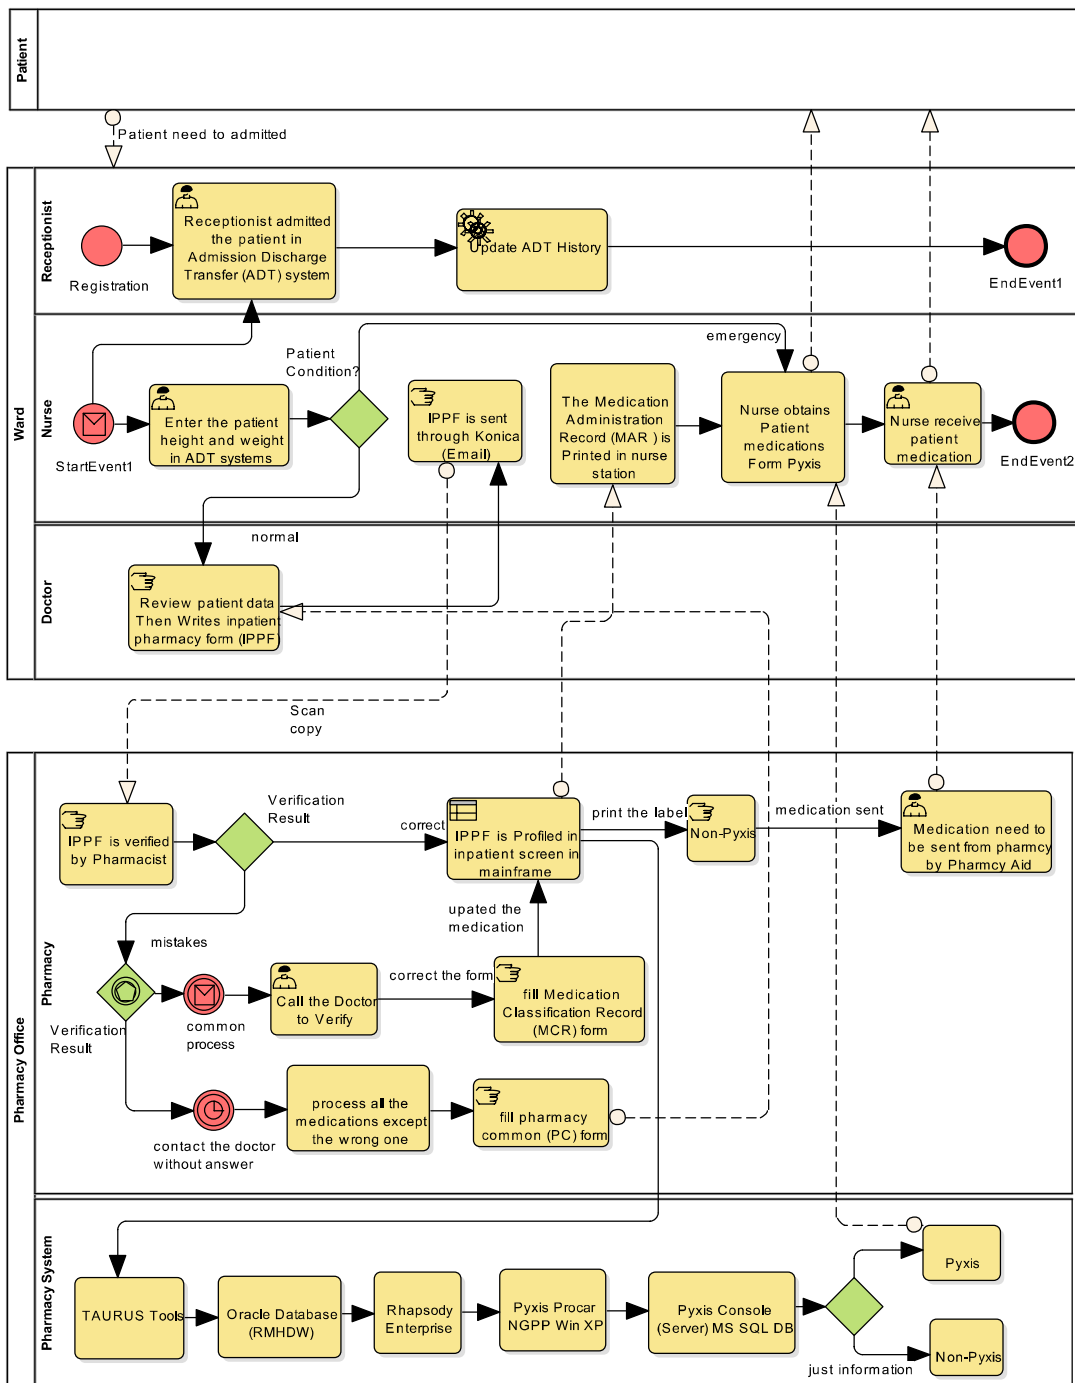 Patient
Patient need to admitted
Ward
Receptionist
Registration
Receptionist admitted
the patient in
Admission Discharge
Transfer (ADT) system
Update ADT History
EndEvent1
Nurse
StartEvent1
Enter the patient
height and weight
in ADT systems
Patient
Condition?
emergency
normal
IPPF is sent
through Konica
(Email)
The Medication
Administration
Record (MAR ) is
Printed in nurse
station
Nurse obtains
Patient
medications
Form Pyxis
Nurse receive
patient
medication
EndEvent2
Doctor
Review patient data
Then Writes inpatient
pharmacy form (IPPF)
Scan
copy
Pharmacy Office
Pharmacy
IPPF is verified
by Pharmacist
Verification
Result
correct
IPPF is Profiled in
inpatient screen in
mainframe
print the label
Non-Pyxis
medication sent
Medication need to
be sent from pharmcy
by Pharmcy Aid
mistakes
upated the
medication
Verification
Result
common
process
Call the Doctor
to Verify
correct the form
fill Medication
Classification Record
(MCR) form
contact the doctor
without answer
process all the
medications except
the wrong one
fill pharmacy
common (PC) form
Pharmacy System
TAURUS Tools
Oracle Database
(RMHDW)
Rhapsody
Enterprise
Pyxis Procar
NGPP Win XP
Pyxis Console
(Server) MS SQL DB
Pyxis
just information
Non-Pyxis